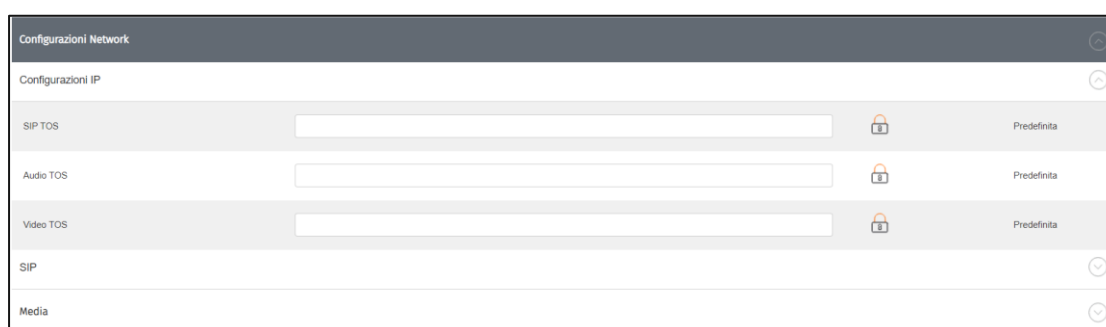 Configurazioni Network
Configurazioni IP
SIP TOS Predefinita
Audio TOS Predefinita
Video TOS Predefinita
SIP
Media